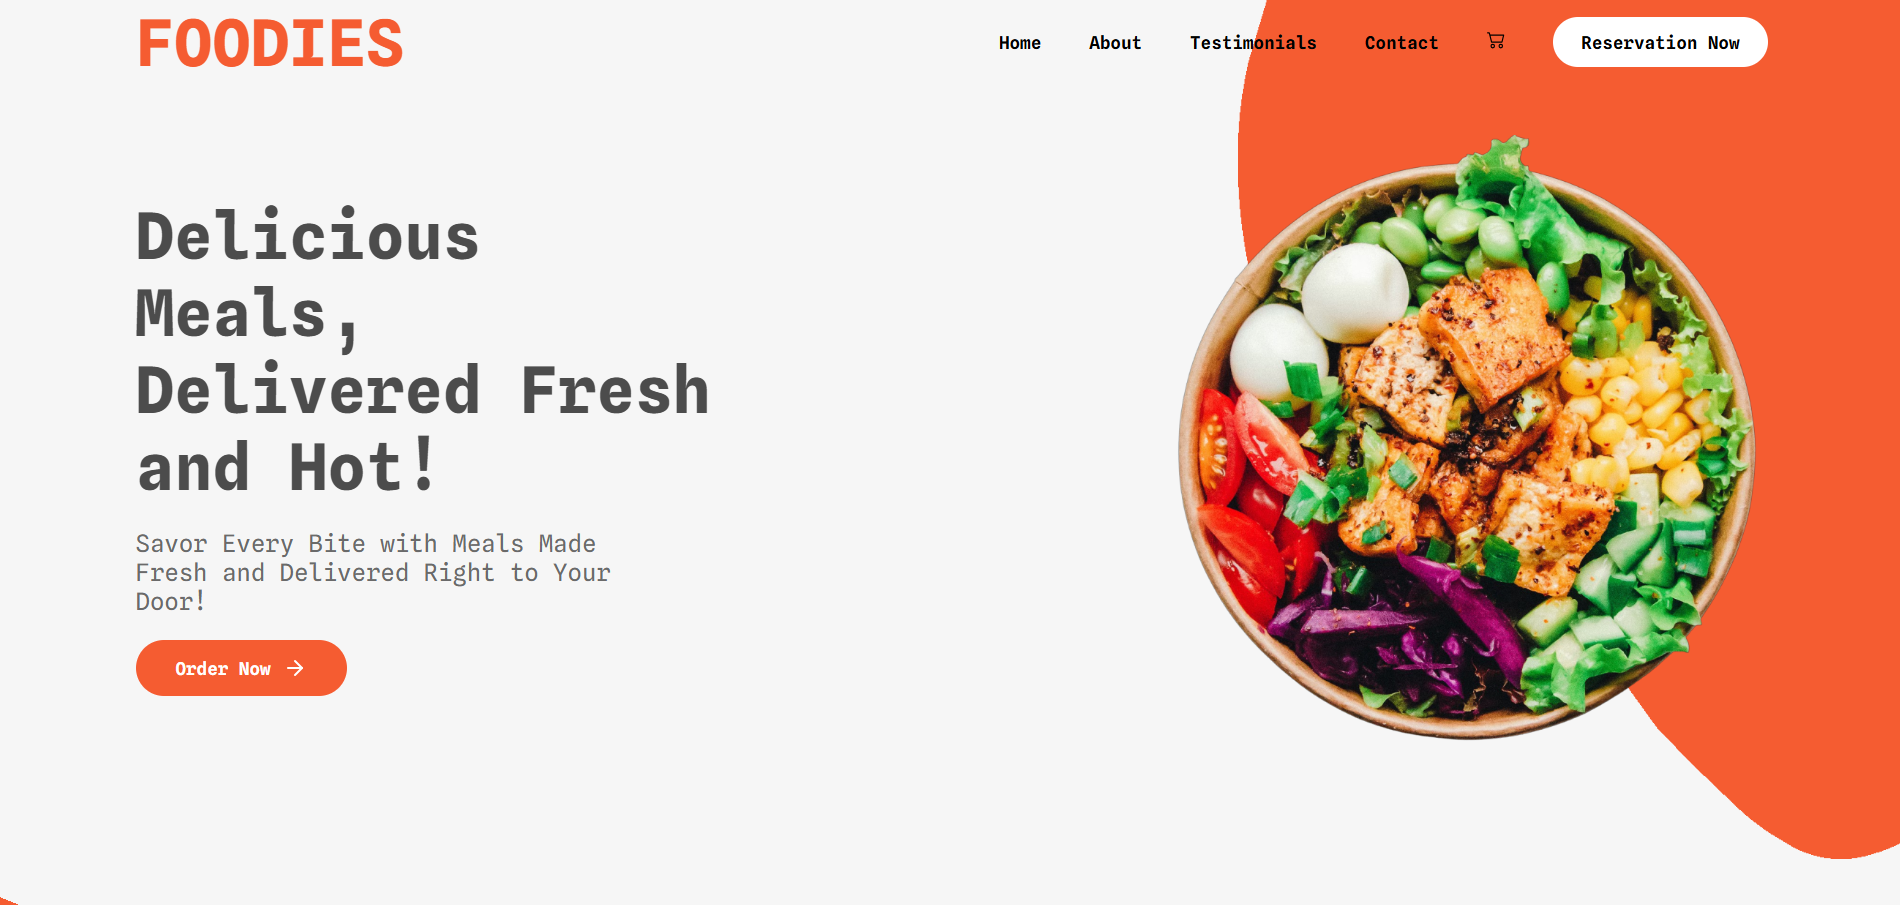 FOODIES
Home About Testimonials Contact Reservation Now
Delicious
Meals,
Delivered Fresh
and Hot!
Savor Every Bite with Meals Made
Fresh and Delivered Right to Your
Door!
Order Now